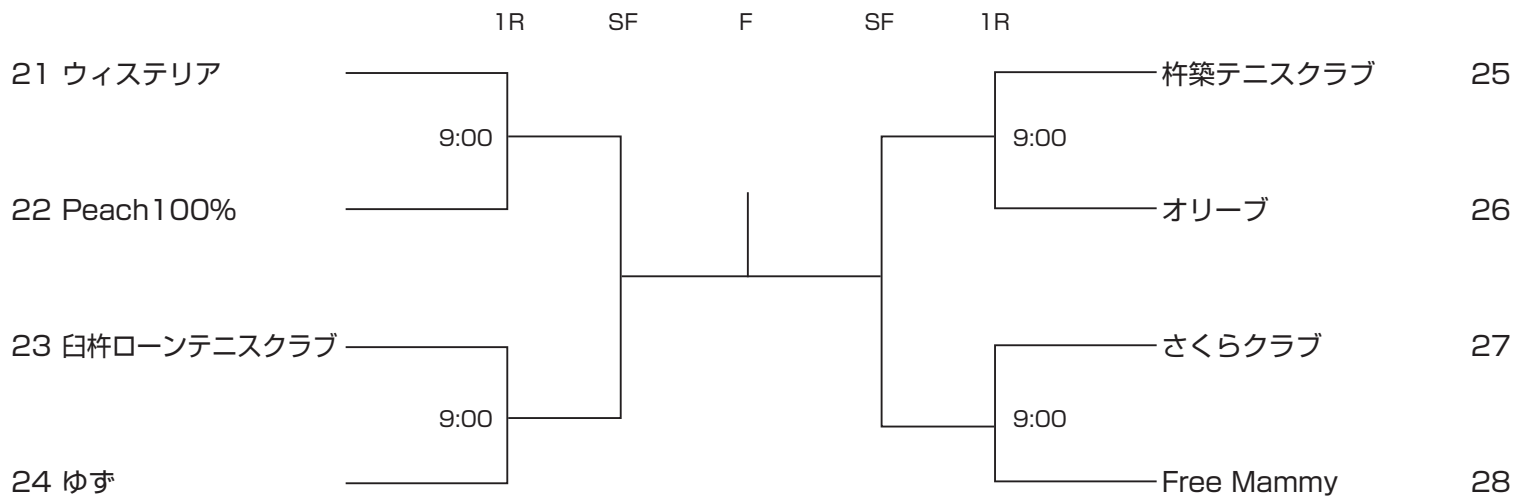 1R SF F SF 1R
21 ウィステリア 杵築テニスクラブ 25
9:00 9:00
22 Peach100% オリーブ 26
23 臼杵ローンテニスクラブ さくらクラブ 27
9:00 9:00
24 ゆず Free Mammy 28